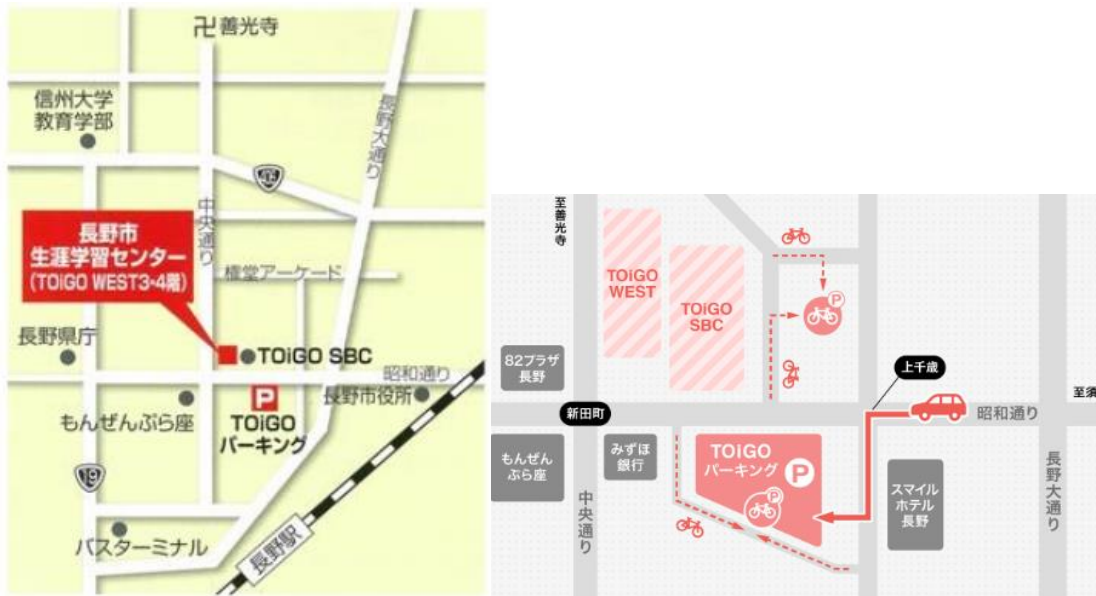 卍善光寺
信州大学
教育学部
長野大通り
406
中央通り
長野市
生涯学習センター
(TOiGO WEST3・4階)
権堂アーケード
長野県庁
TOiGO SBC
昭和通り
もんぜんぷら座
P
TOiGO
パーキング
長野市役所
19
バスターミナル
長野駅
至善光寺
TOiGO
WEST
TOiGO
SBC
P
82プラザ
長野
上千歳
至須
新田町
昭和通り
もんぜん
ぷら座
みずほ
銀行
TOiGO
パーキング
P
P
スマイル
ホテル
長野
中央通り
長野大通り